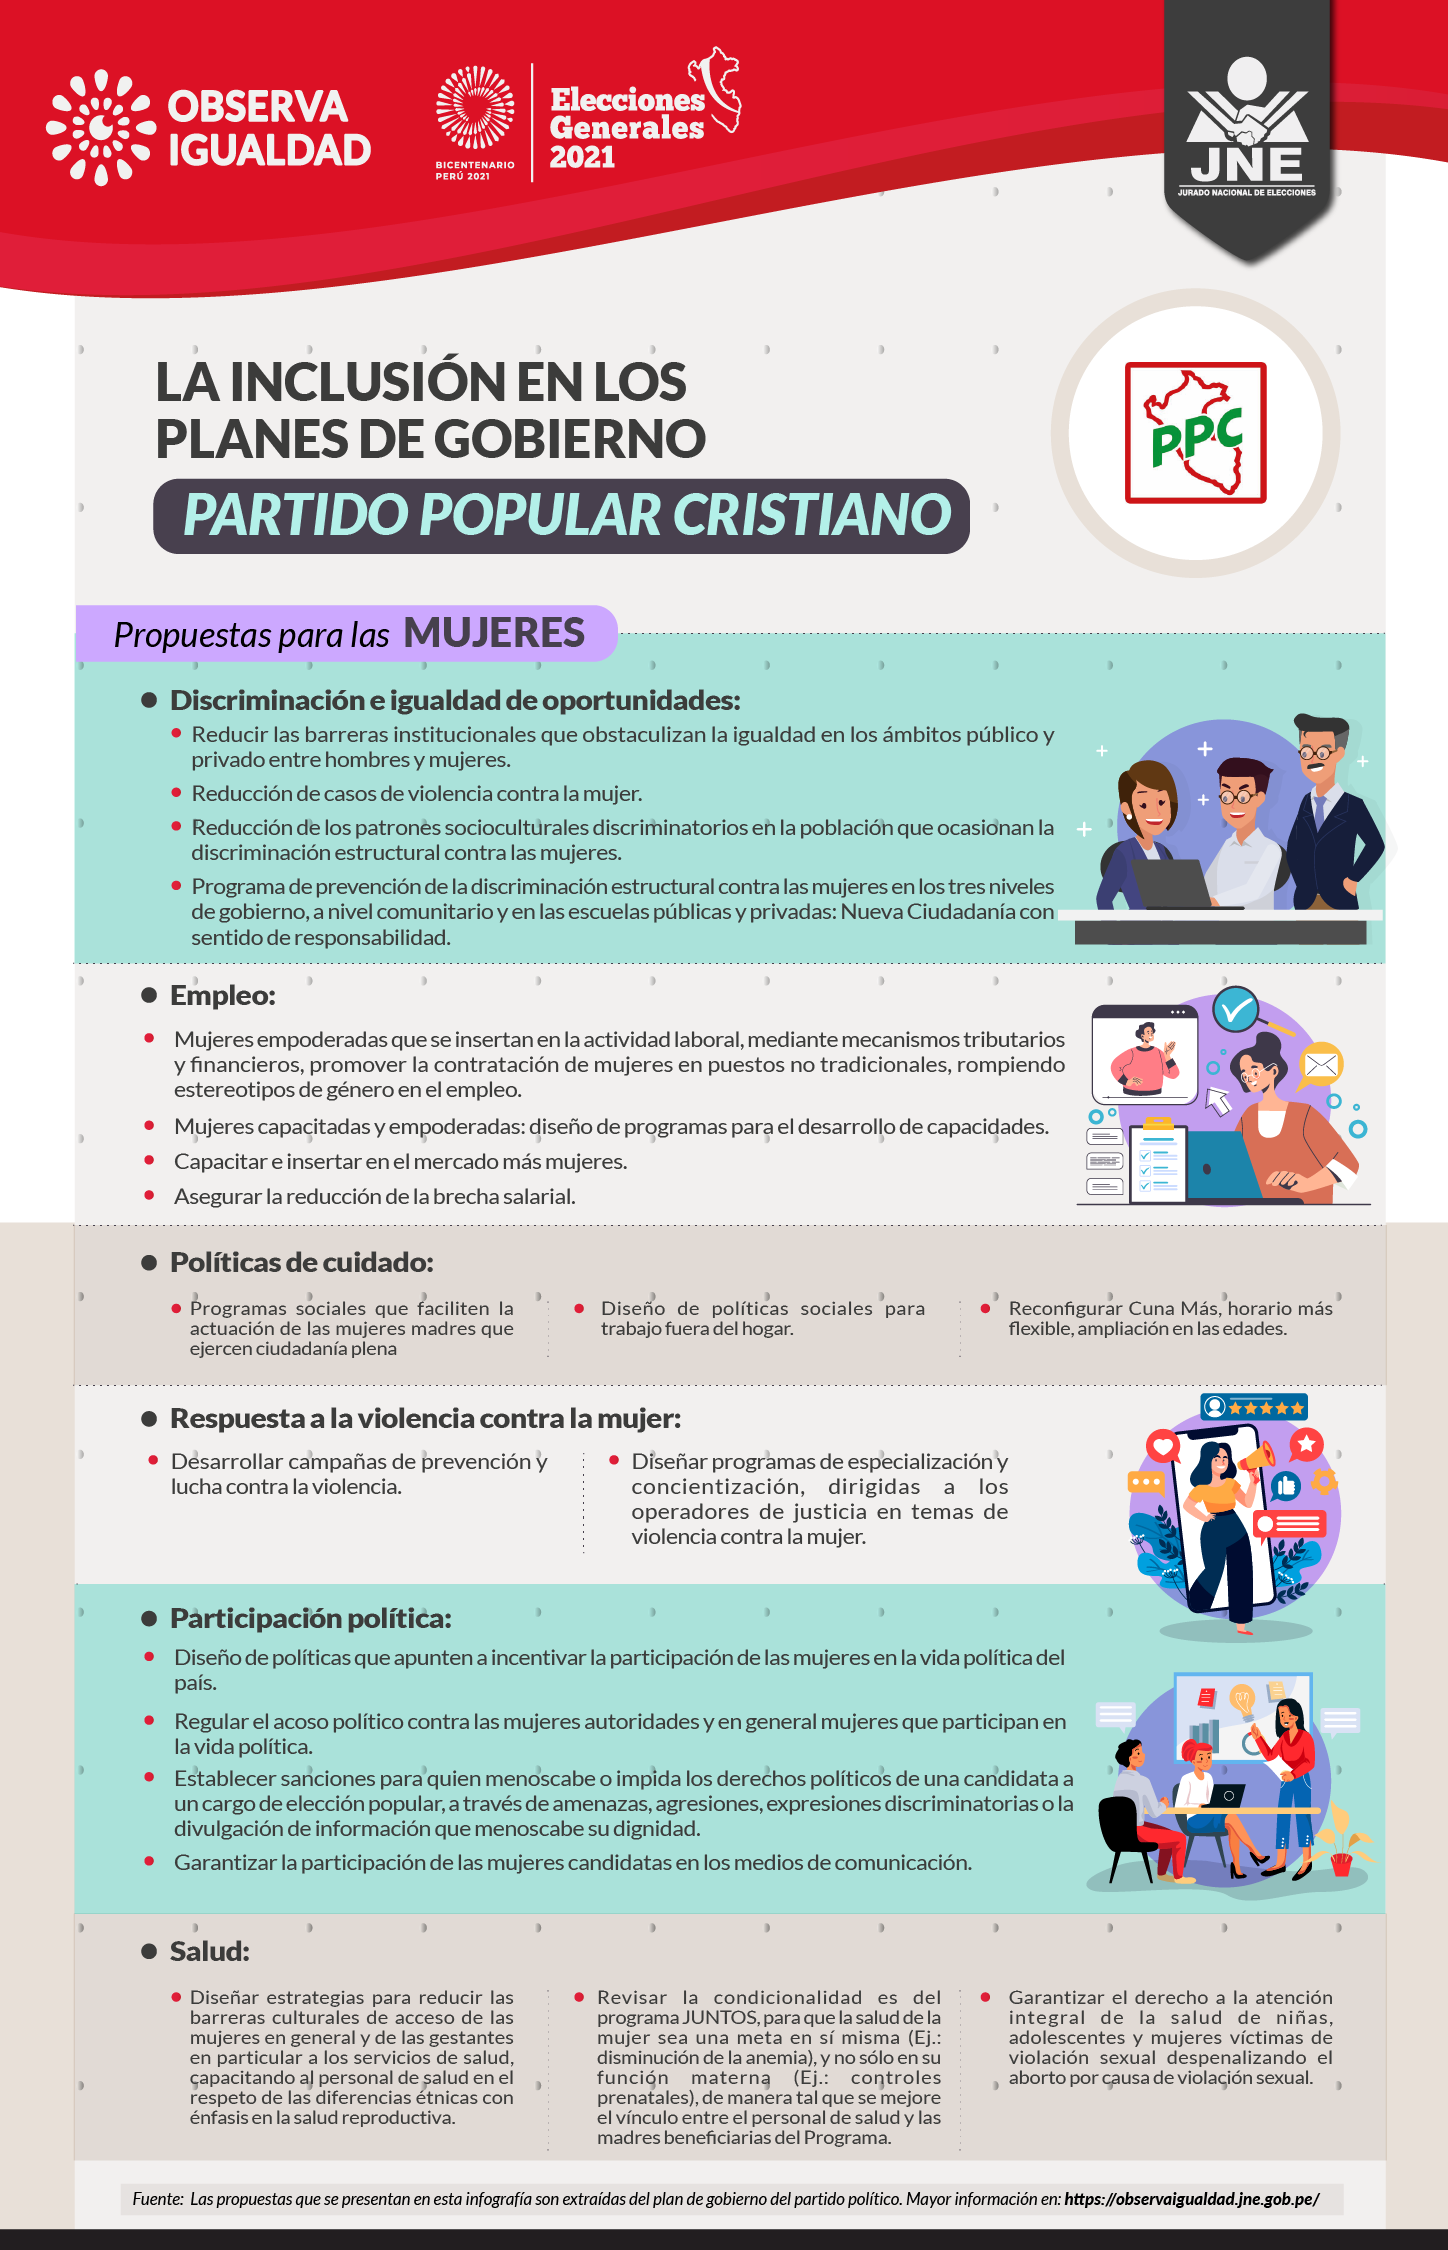 OBSERVA
IGUALDAD
BICENTENARIO
PERÚ 2021
Elecciones
Generales
2021
JNE
JURADO NACIONAL DE ELECCIONES
LA INCLUSIÓN EN LOS
PLANES DE GOBIERNO
PARTIDO POPULAR CRISTIANO
PPC
Propuestas para las MUJERES
Discriminación e igualdad de oportunidades:
Reducir las barreras institucionales que obstaculizan la igualdad en los ámbitos público y
privado entre hombres y mujeres.
Reducción de casos de violencia contra la mujer.
Reducción de los patrones socioculturales discriminatorios en la población que ocasionan la
discriminación estructural contra las mujeres.
Programa de prevención de la discriminación estructural contra las mujeres en los tres niveles
de gobierno, a nivel comunitario y en las escuelas públicas y privadas: Nueva Ciudadanía con
sentido de responsabilidad.
Empleo:
Mujeres empoderadas que se insertan en la actividad laboral, mediante mecanismos tributarios
y financieros, promover la contratación de mujeres en puestos no tradicionales, rompiendo
estereotipos de género en el empleo.
Mujeres capacitadas y empoderadas: diseño de programas para el desarrollo de capacidades.
Capacitar e insertar en el mercado más mujeres.
Asegurar la reducción de la brecha salarial.
Políticas de cuidado:
Programas sociales que faciliten la
actuación de las mujeres madres que
ejercen ciudadanía plena
Diseño de políticas sociales para
trabajo fuera del hogar.
Reconfigurar Cuna Más, horario más
flexible, ampliación en las edades.
Respuesta a la violencia contra la mujer:
Desarrollar campañas de prevención y
lucha contra la violencia.
Diseñar programas de especialización y
concientización, dirigidas a los
operadores de justicia en temas de
violencia contra la mujer.
Participación política:
Diseño de políticas que apunten a incentivar la participación de las mujeres en la vida política del
país.
Regular el acoso político contra las mujeres autoridades y en general mujeres que participan en
la vida política.
Establecer sanciones para quien menoscabe o impida los derechos políticos de una candidata a
un cargo de elección popular, a través de amenazas, agresiones, expresiones discriminatorias o la
divulgación de información que menoscabe su dignidad.
Garantizar la participación de las mujeres candidatas en los medios de comunicación.
Salud:
Diseñar estrategias para reducir las
barreras culturales de acceso de las
mujeres en general y de las gestantes
en particular a los servicios de salud,
capacitando al personal de salud en el
respeto de las diferencias étnicas con
énfasis en la salud reproductiva.
Revisar la condicionalidad es del
programa JUNTOS, para que la salud de la
mujer sea una meta en sí misma (Ej.:
disminución de la anemia), y no sólo en su
función materna (Ej.: controles
prenatales), de manera tal que se mejore
el vínculo entre el personal de salud y las
madres beneficiarias del Programa.
Garantizar el derecho a la atención
integral de la salud de niñas,
adolescentes y mujeres víctimas de
violación sexual despenalizando el
aborto por causa de violación sexual.
Fuente: Las propuestas que se presentan en esta infografía son extraídas del plan de gobierno del partido político. Mayor información en: https://observaigualdad.jne.gob.pe/